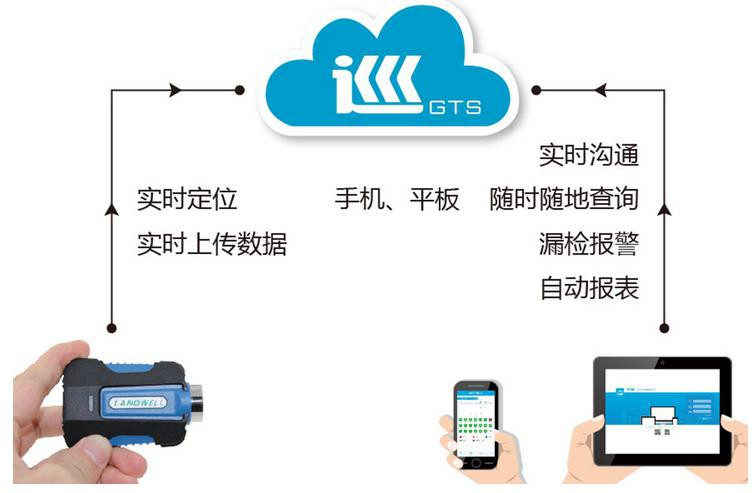 GTS
实时沟通
实时定位
手机、平板
随时随地查询
实时上传数据
漏检报警
自动报表
LANDWELL